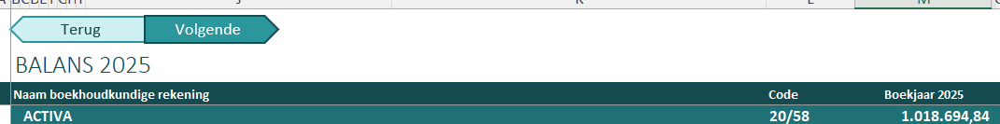 Terug Volgende
BALANS 2025
Naam boekhoudkundige rekening Code Boekjaar 2025
ACTIVA 20/58 1.018.694,84